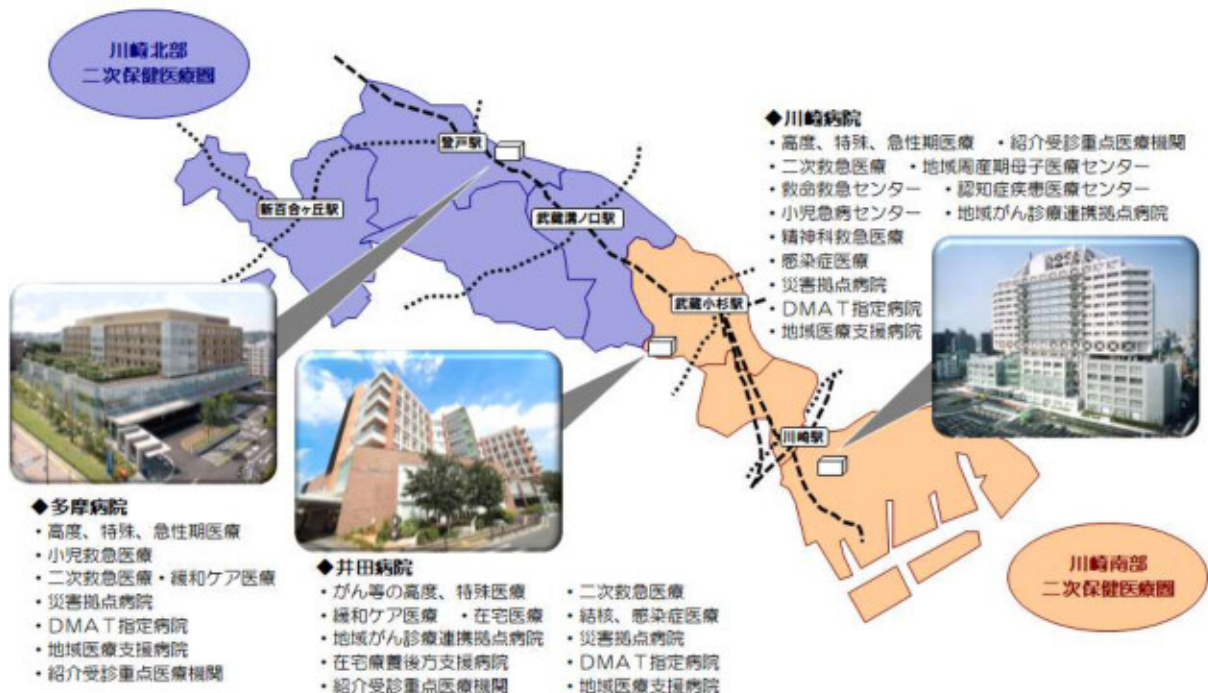 川崎北部
二次保健医療圏
登戸駅
新百合ヶ丘駅
武蔵溝ノ口駅
武蔵小杉駅
川崎駅
◆川崎病院
・高度、特殊、急性期医療 ・紹介受診重点医療機関
・二次救急医療 ・地域周産期母子医療センター
・救命救急センター ・認知症疾患医療センター
・小児急病センター ・地域がん診療連携拠点病院
・精神科救急医療
・感染症医療
・災害拠点病院
・DMAT指定病院
・地域医療支援病院
◆多摩病院
・高度、特殊、急性期医療
・小児救急医療
・二次救急医療・緩和ケア医療
・災害拠点病院
・DMAT指定病院
・地域医療支援病院
・紹介受診重点医療機関
◆井田病院
・がん等の高度、特殊医療 ・二次救急医療
・緩和ケア医療 ・在宅医療 ・結核、感染症医療
・地域がん診療連携拠点病院 ・災害拠点病院
・在宅療養後方支援病院 ・DMAT指定病院
・紹介受診重点医療機関 ・地域医療支援病院
川崎南部
二次保健医療圏